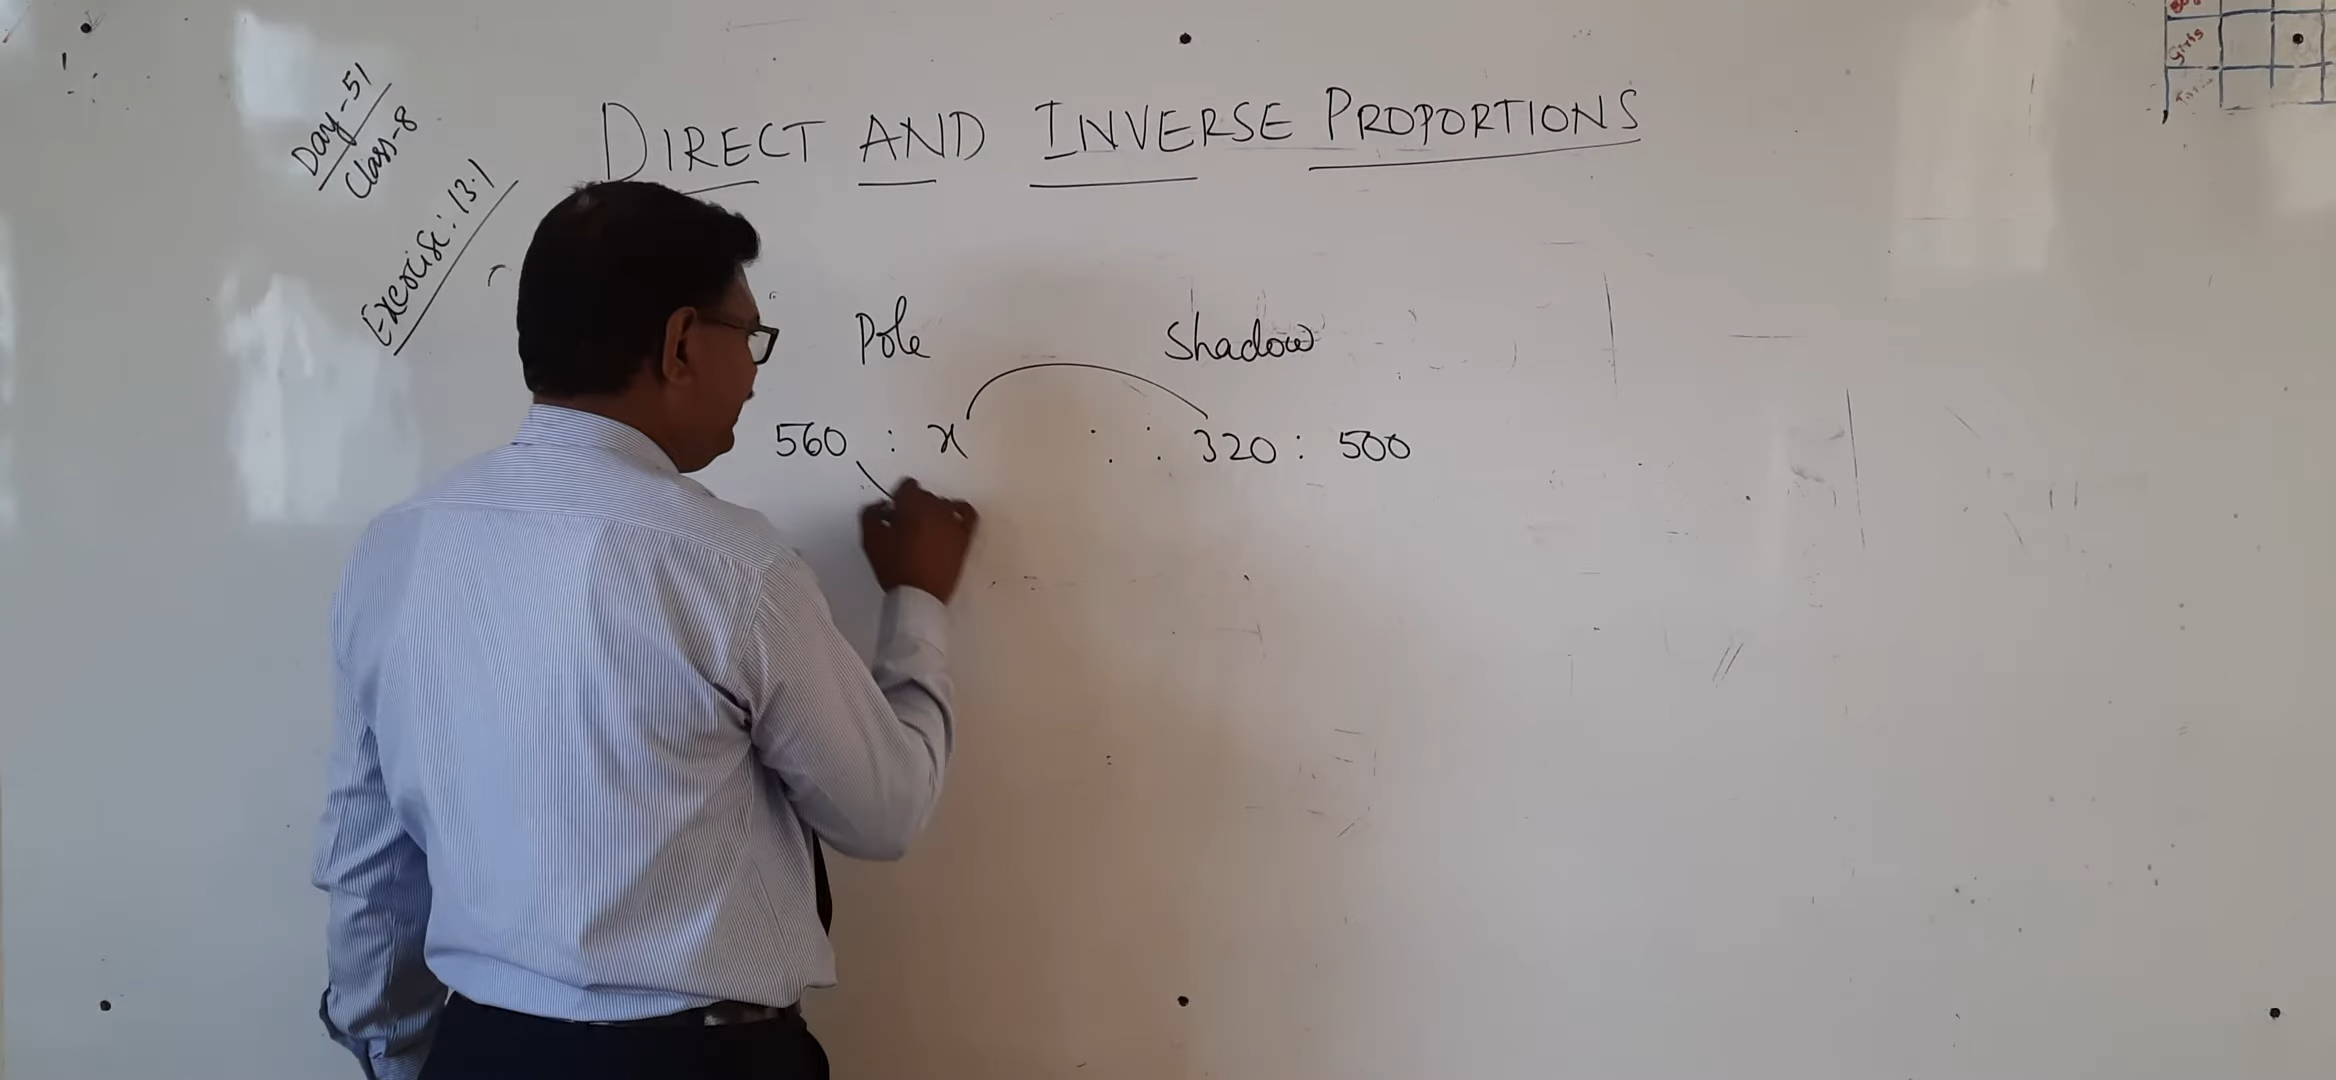 Day-51
Class-8
Exercise: 13.1
DIRECT AND INVERSE PROPORTIONS
Pole Shadow
560 : x :: 320 : 500
Girls